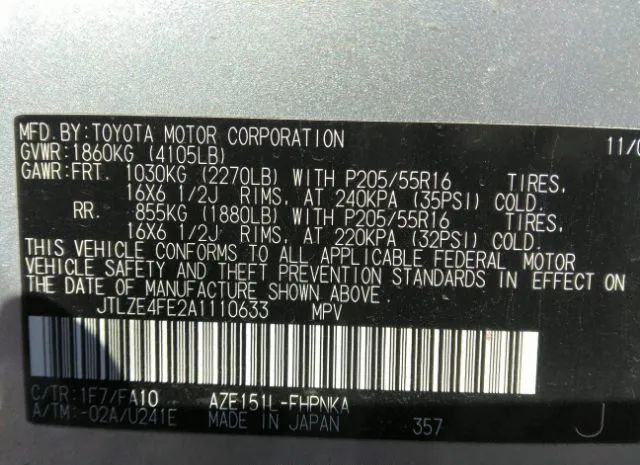 MFD.BY:TOYOTA MOTOR CORPORATION 11/0
GVWR:1860KG (4105LB)
GAWR:FRT. 1030KG (2270LB) WITH P205/55R16 TIRES,
16X6 1/2J RIMS, AT 240KPA (35PSI) COLD.
RR. 855KG (1880LB) WITH P205/55R16 TIRES,
16X6 1/2J RIMS, AT 220KPA (32PSI) COLD.
THIS VEHICLE CONFORMS TO ALL APPLICABLE FEDERAL MOTOR
VEHICLE SAFETY AND THEFT PREVENTION STANDARDS IN EFFECT ON
THE DATE OF MANUFACTURE SHOWN ABOVE.
JTLZE4FE2A1110633 MPV
C/TR:1F7/FA10 AZE151L-FHPNKA
A/TM:-02A/U241E MADE IN JAPAN 357 J